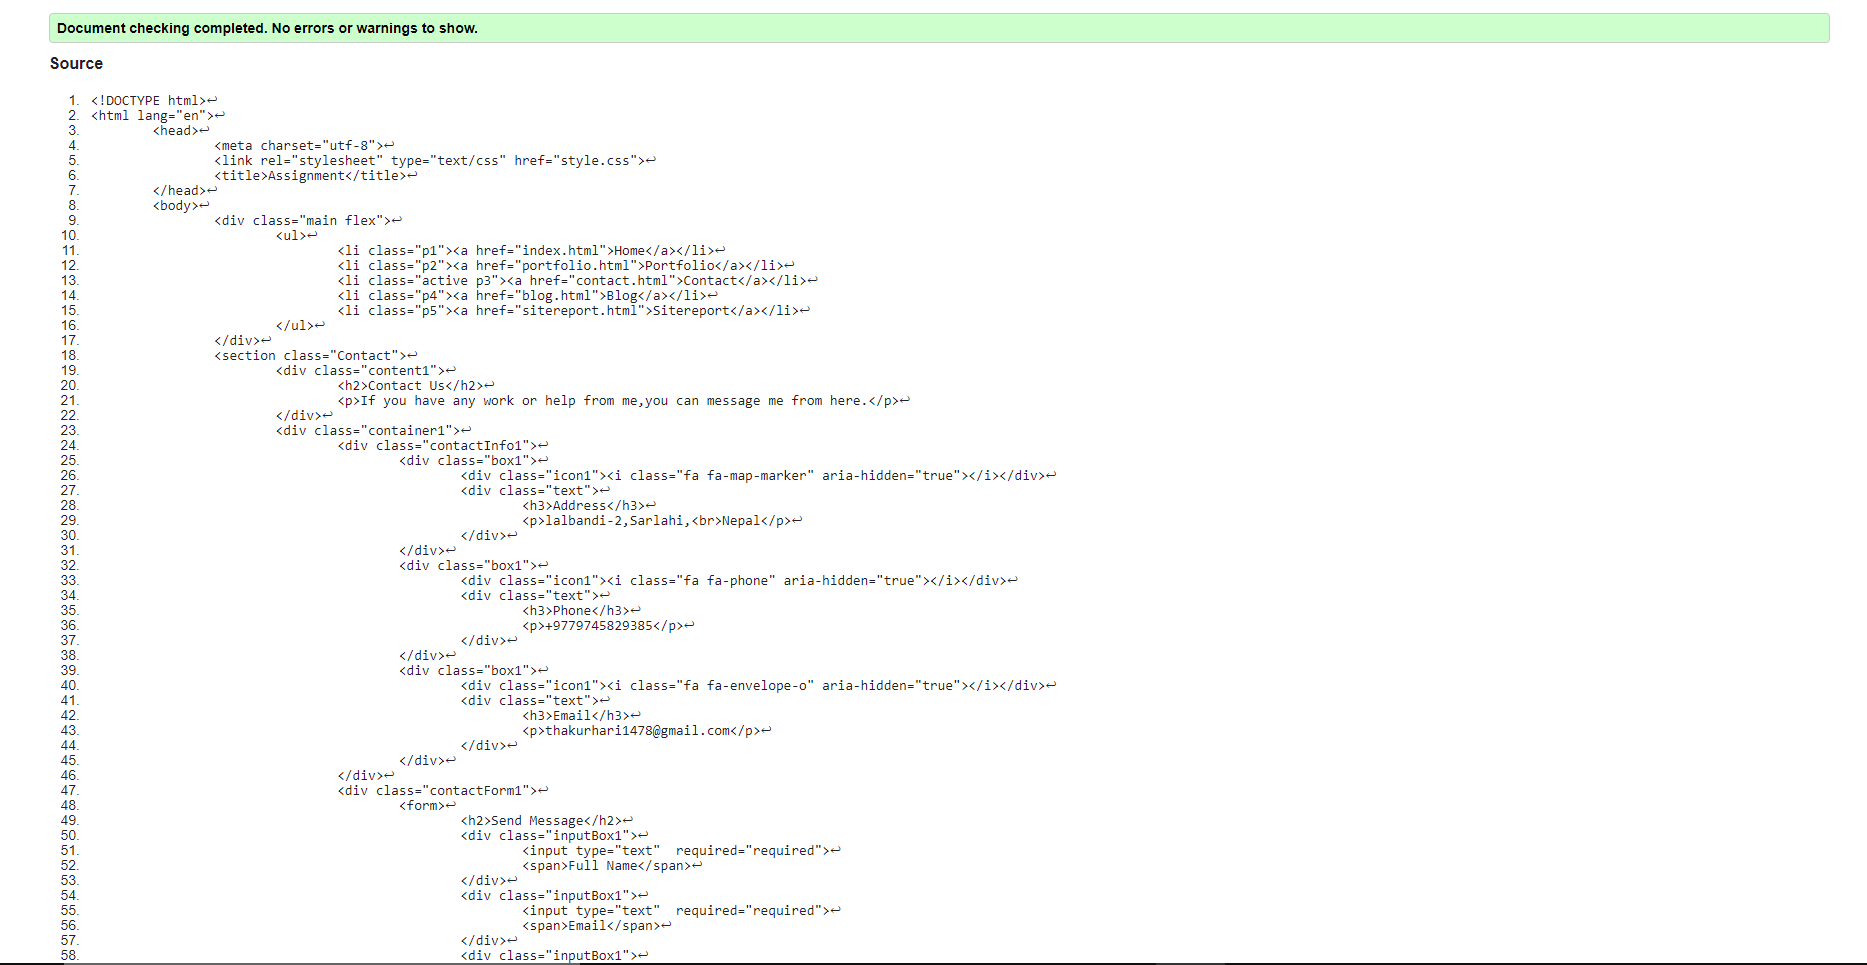 Document checking completed. No errors or warnings to show.
Source
1. <!DOCTYPE html>↩
2. <html lang="en">↩
3. <head>↩
4. <meta charset="utf-8">↩
5. <link rel="stylesheet" type="text/css" href="style.css">↩
6. <title>Assignment</title>↩
7. </head>↩
8. <body>↩
9. <div class="main flex">↩
10. <ul>↩
11. <li class="p1"><a href="index.html">Home</a></li>↩
12. <li class="p2"><a href="portfolio.html">Portfolio</a></li>↩
13. <li class="active p3"><a href="contact.html">Contact</a></li>↩
14. <li class="p4"><a href="blog.html">Blog</a></li>↩
15. <li class="p5"><a href="sitereport.html">Sitereport</a></li>↩
16. </ul>↩
17. </div>↩
18. <section class="Contact">↩
19. <div class="content1">↩
20. <h2>Contact Us</h2>↩
21. <p>If you have any work or help from me,you can message me from here.</p>↩
22. </div>↩
23. <div class="container1">↩
24. <div class="contactInfo1">↩
25. <div class="box1">↩
26. <div class="icon1"><i class="fa fa-map-marker" aria-hidden="true"></i></div>↩
27. <div class="text">↩
28. <h3>Address</h3>↩
29. <p>lalbandi-2,Sarlahi,<br>Nepal</p>↩
30. </div>↩
31. </div>↩
32. <div class="box1">↩
33. <div class="icon1"><i class="fa fa-phone" aria-hidden="true"></i></div>↩
34. <div class="text">↩
35. <h3>Phone</h3>↩
36. <p>+9779745829385</p>↩
37. </div>↩
38. </div>↩
39. <div class="box1">↩
40. <div class="icon1"><i class="fa fa-envelope-o" aria-hidden="true"></i></div>↩
41. <div class="text">↩
42. <h3>Email</h3>↩
43. <p>thakurhari1478@gmail.com</p>↩
44. </div>↩
45. </div>↩
46. </div>↩
47. <div class="contactForm1">↩
48. <form>↩
49. <h2>Send Message</h2>↩
50. <div class="inputBox1">↩
51. <input type="text"  required="required">↩
52. <span>Full Name</span>↩
53. </div>↩
54. <div class="inputBox1">↩
55. <input type="text"  required="required">↩
56. <span>Email</span>↩
57. </div>↩
58. <div class="inputBox1">↩